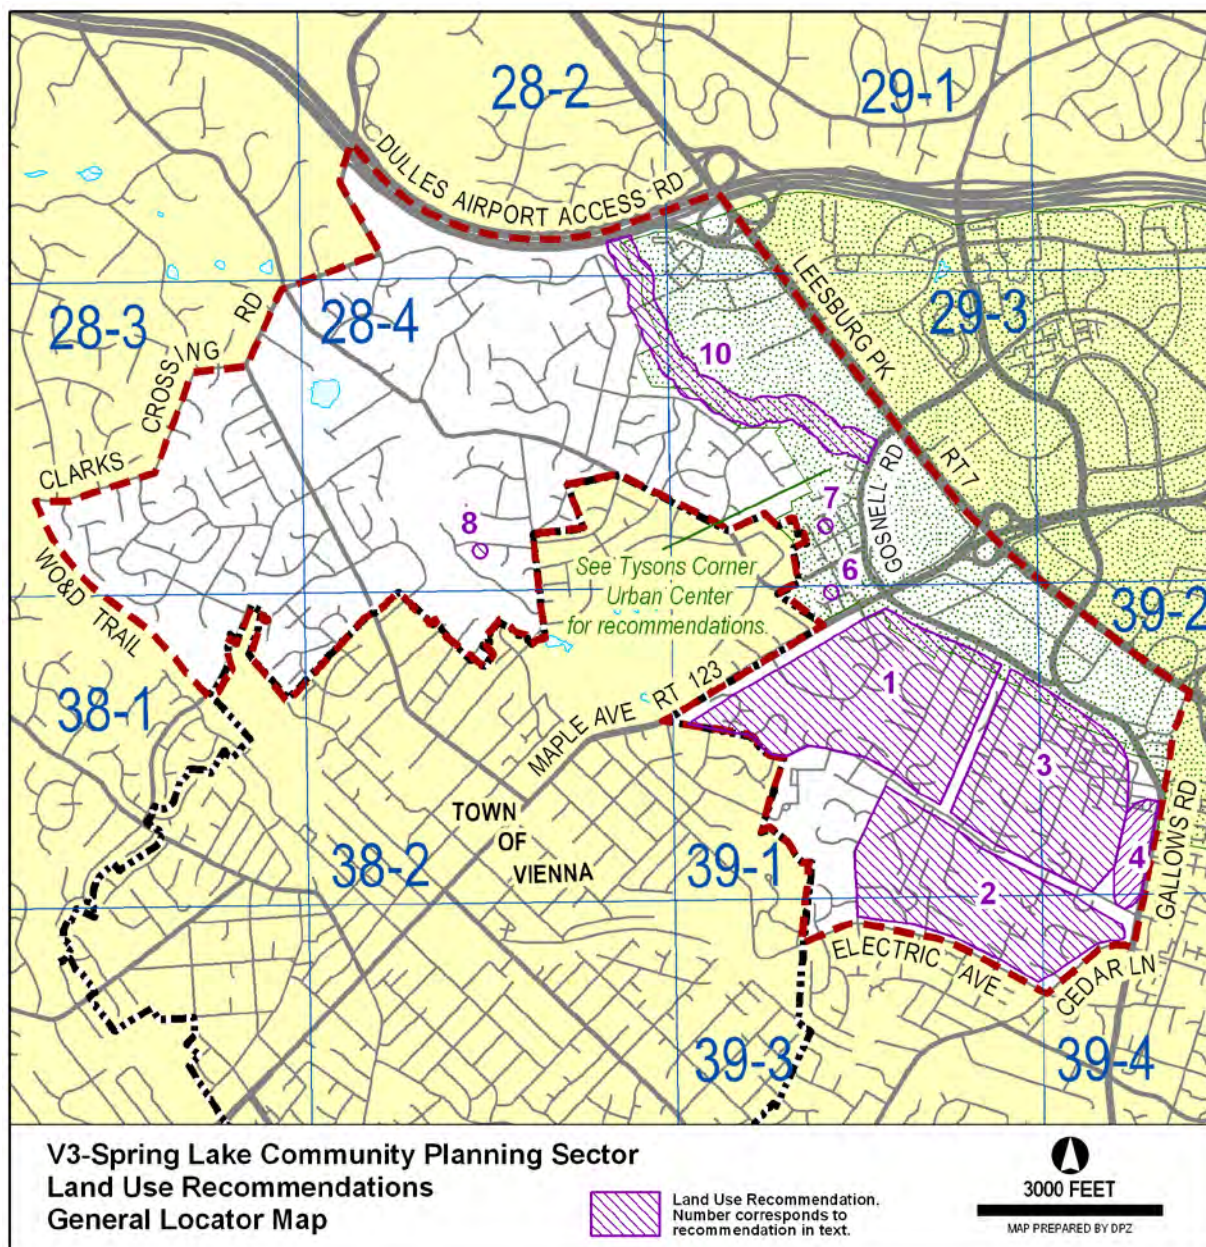 28-2
29-1
DULLES AIRPORT ACCESS RD
28-3
CLARKS CROSSING RD
28-4
LEESBURG PK RT 7
29-3
10
GOSNELL RD
7
8
6
See Tysons Corner
Urban Center
for recommendations.
39-2
WO&D TRAIL
38-1
MAPLE AVE RT 123
1
3
TOWN
OF
VIENNA
38-2
39-1
4
2
GALLOWS RD
ELECTRIC AVE
CEDAR LN
39-3
39-4
V3-Spring Lake Community Planning Sector
Land Use Recommendations
General Locator Map
Land Use Recommendation.
Number corresponds to
recommendation in text.
3000 FEET
MAP PREPARED BY DPZ